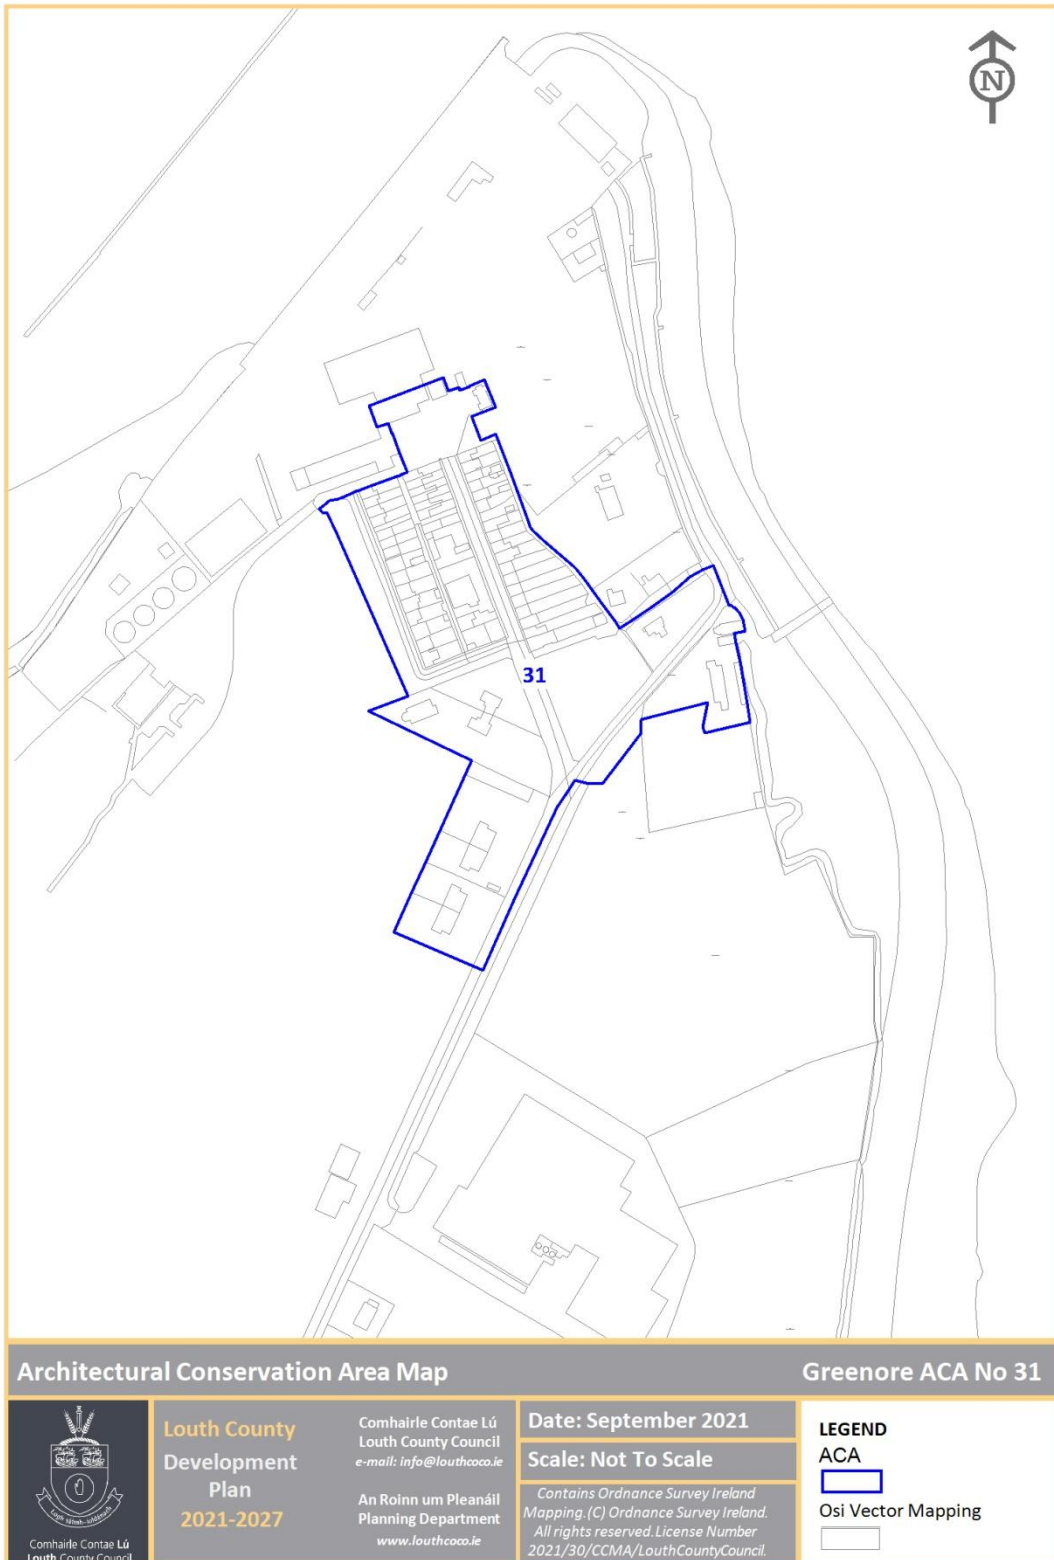 N
31
Architectural Conservation Area Map
Greenore ACA No 31
Comhairle Contae Lú
Louth County Council
Louth County
Development
Plan
2021-2027
Comhairle Contae Lú
Louth County Council
e-mail: info@louthcoco.ie
An Roinn um Pleanáil
Planning Department
www.louthcoco.ie
Date: September 2021
Scale: Not To Scale
Contains Ordnance Survey Ireland
Mapping.(C) Ordnance Survey Ireland.
All rights reserved.License Number
2021/30/CCMA/LouthCountyCouncil.
LEGEND
ACA
Osi Vector Mapping